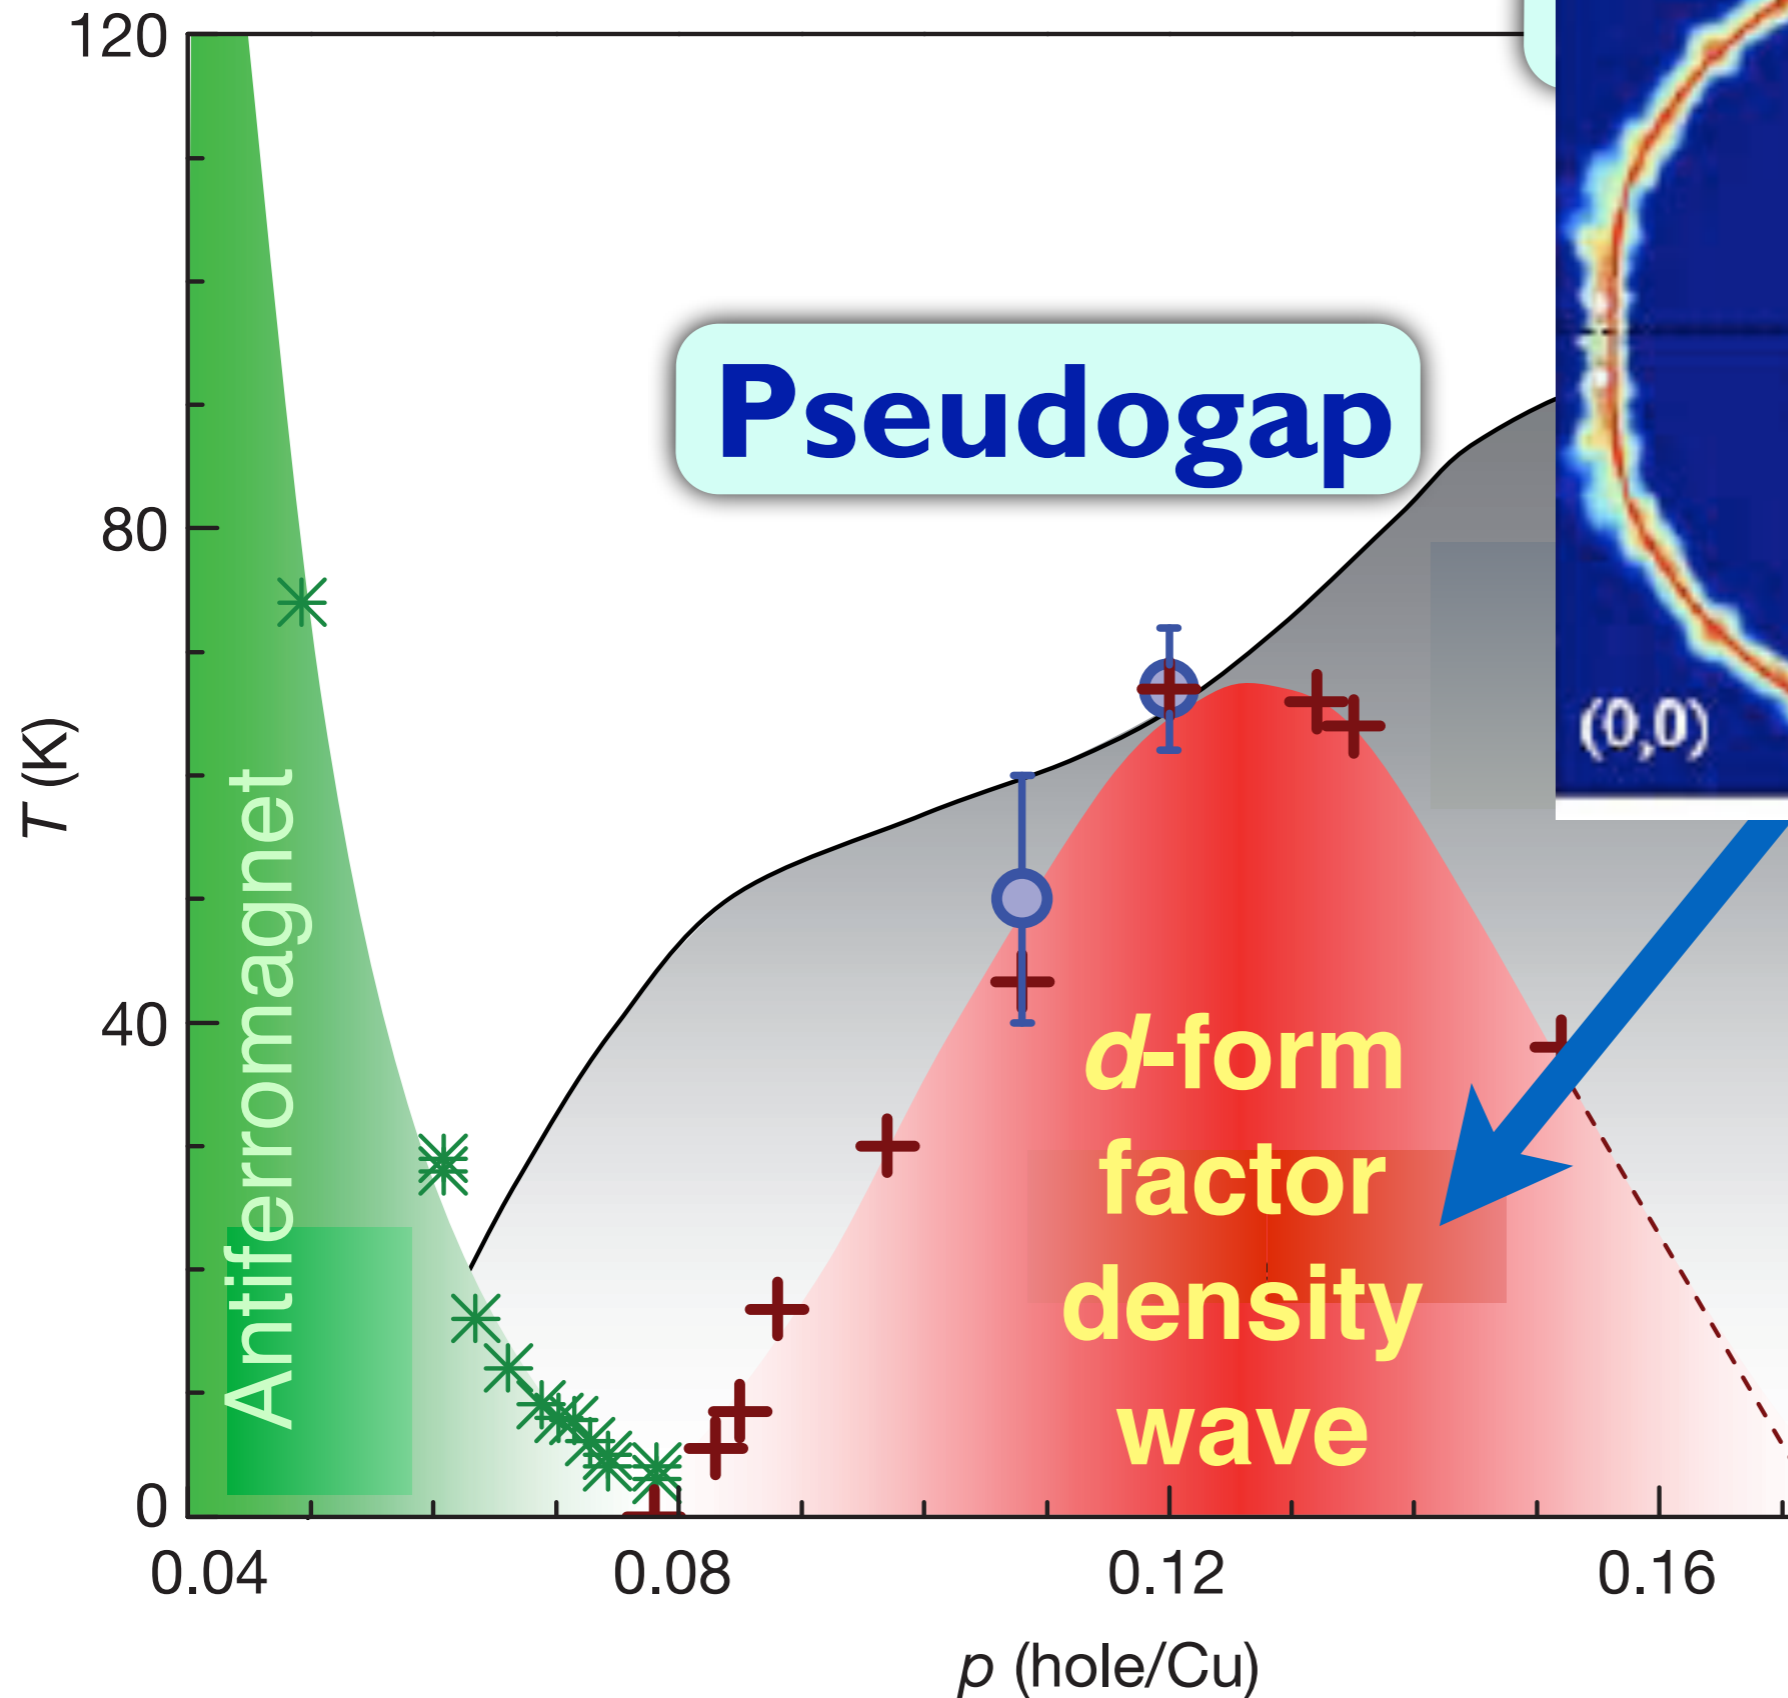 120
Pseudogap
80
(0,0)
T (K)
Antiferromagnet
40
d-form
factor
density
wave
0
0.04 0.08 0.12 0.16
p (hole/Cu)